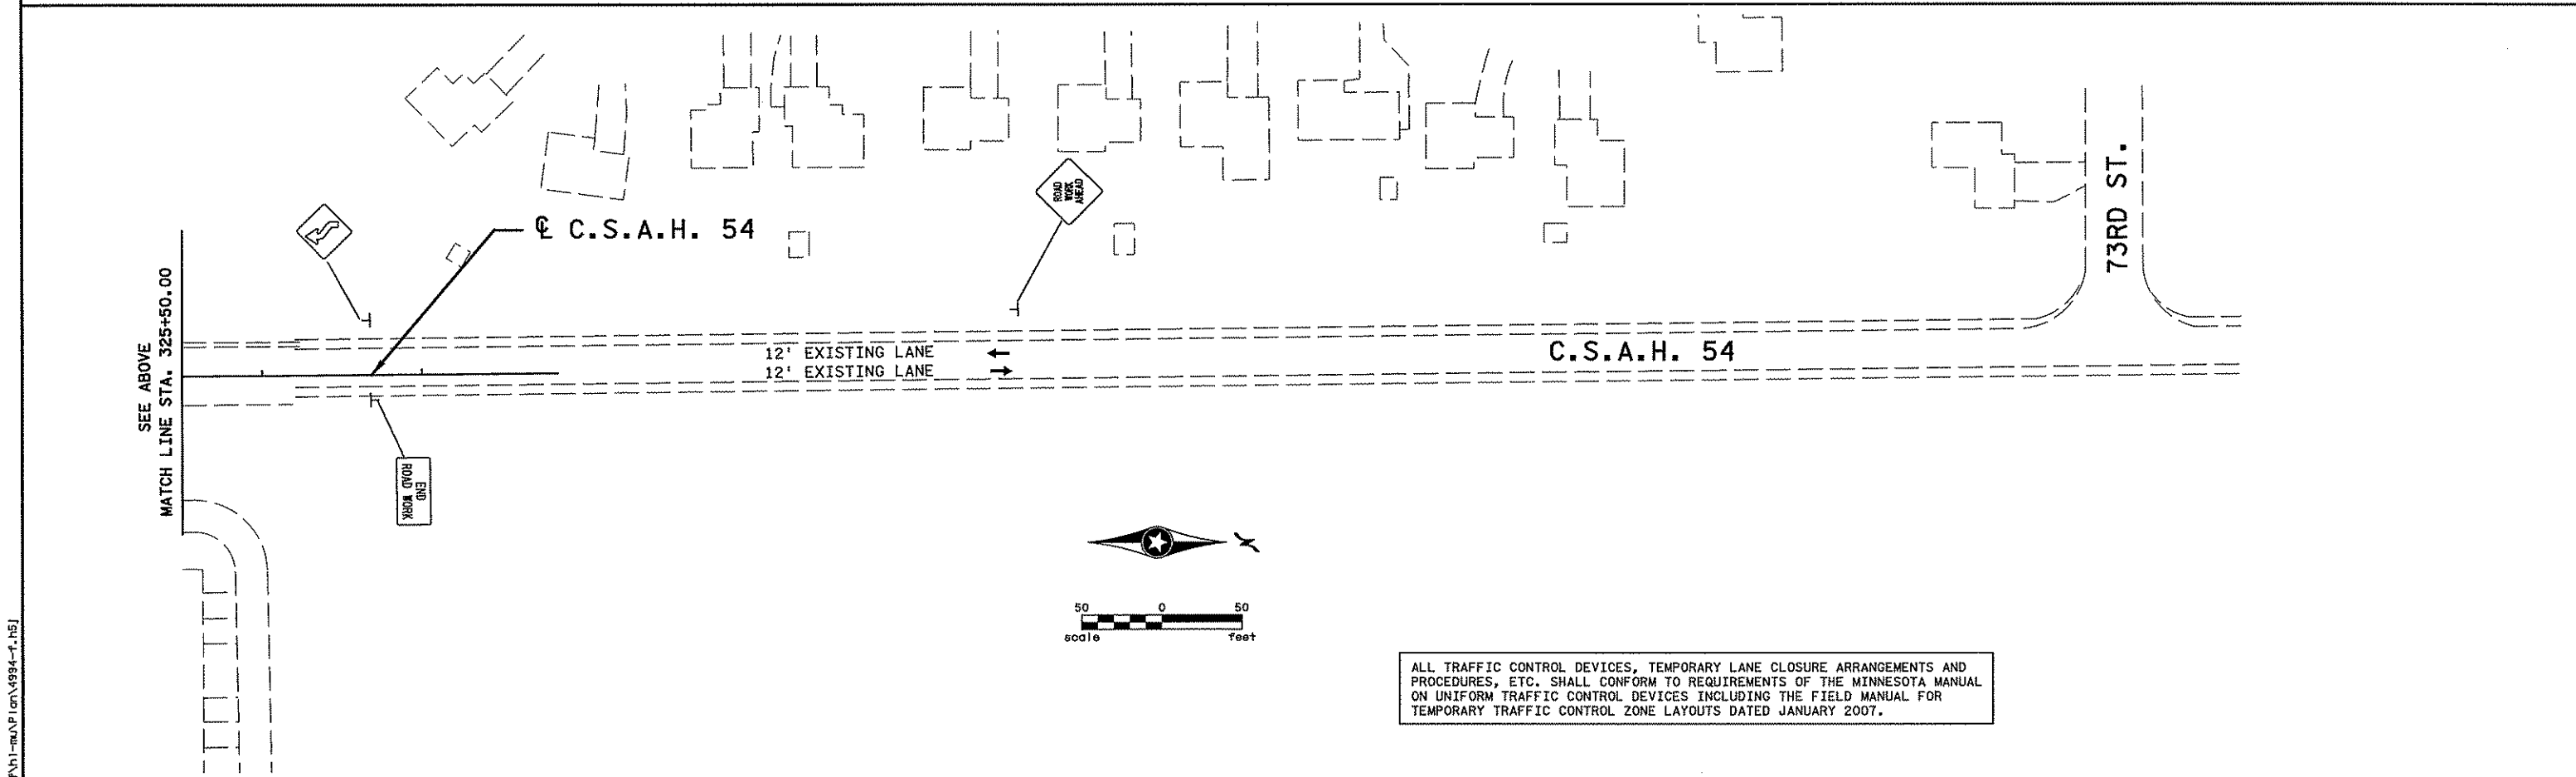 ROAD
WORK
AHEAD
℄ C.S.A.H. 54
73RD ST.
SEE ABOVE
MATCH LINE STA. 325+50.00
12' EXISTING LANE
12' EXISTING LANE
C.S.A.H. 54
END
ROAD WORK
50 0 50
scale feet
ALL TRAFFIC CONTROL DEVICES, TEMPORARY LANE CLOSURE ARRANGEMENTS AND
PROCEDURES, ETC. SHALL CONFORM TO REQUIREMENTS OF THE MINNESOTA MANUAL
ON UNIFORM TRAFFIC CONTROL DEVICES INCLUDING THE FIELD MANUAL FOR
TEMPORARY TRAFFIC CONTROL ZONE LAYOUTS DATED JANUARY 2007.